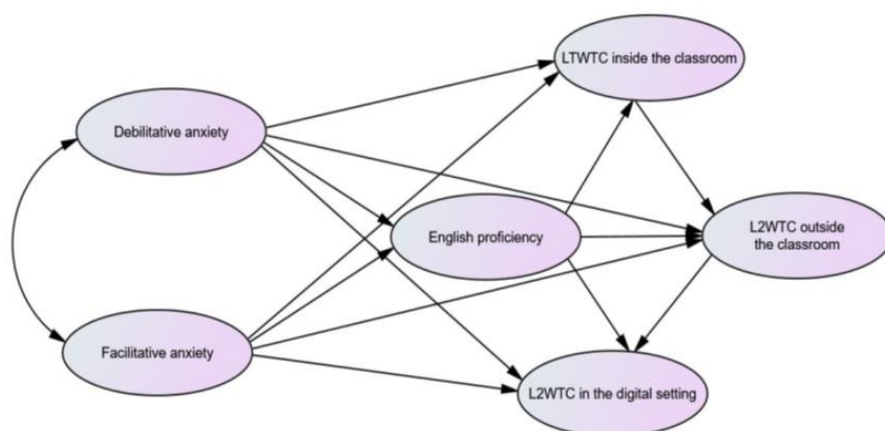 LTWTC inside the classroom
Debilitative anxiety
English proficiency
L2WTC outside
the classroom
Facilitative anxiety
L2WTC in the digital setting